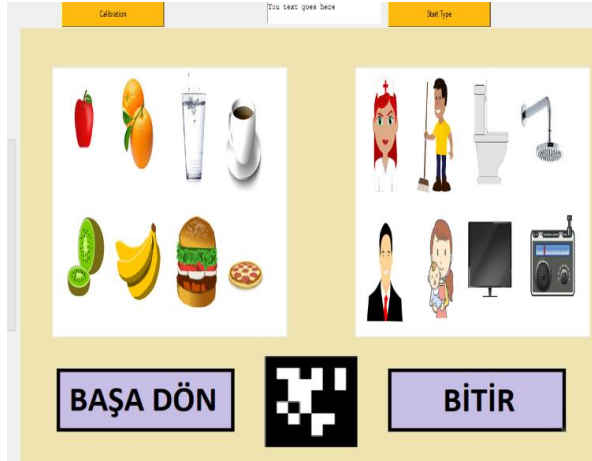 Calibration
You text goes here
Start Type
BAŞA DÖN
BİTİR